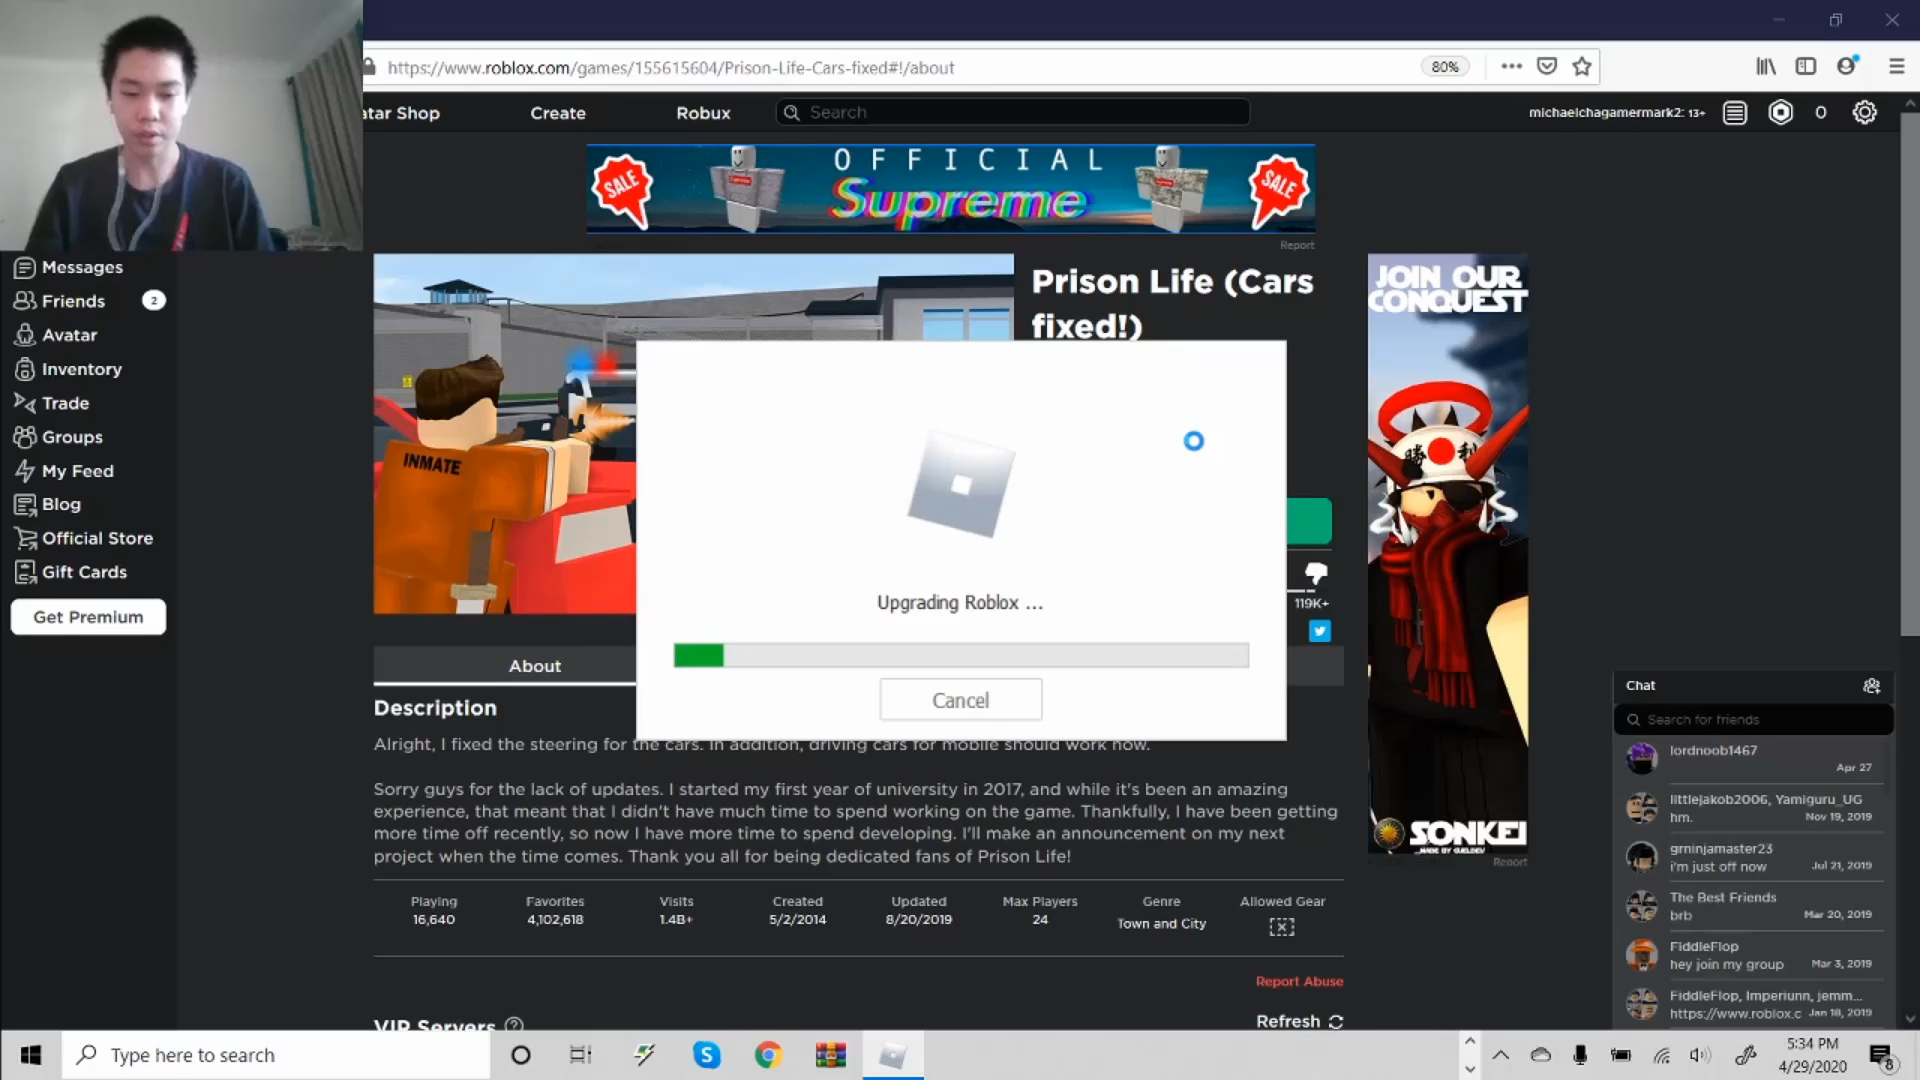 https://www.roblox.com/games/155615604/Prison-Life-Cars-fixed#!/about
80%
atar Shop
Create
Robux
Search
michaelchagamermark2: 13+
0
SALE
OFFICIAL
Supreme
SALE
Report
Messages
Friends
2
Avatar
Inventory
Trade
Groups
My Feed
Blog
Official Store
Gift Cards
Get Premium
INMATE
Prison Life (Cars
fixed!)
Upgrading Roblox ...
Cancel
119K+
JOIN OUR
CONQUEST
勝 利
SONKEI
Report
About
Description
Alright, I fixed the steering for the cars. In addition, driving cars for mobile should work now.
Sorry guys for the lack of updates. I started my first year of university in 2017, and while it's been an amazing
experience, that meant that I didn't have much time to spend working on the game. Thankfully, I have been getting
more time off recently, so now I have more time to spend developing. I'll make an announcement on my next
project when the time comes. Thank you all for being dedicated fans of Prison Life!
Playing Favorites Visits Created Updated Max Players Genre Allowed Gear
16,640 4,102,618 1.4B+ 5/2/2014 8/20/2019 24 Town and City
Report Abuse
VIP Servers
Refresh
Chat
Search for friends
lordnoob1467
Apr 27
littlejakob2006, Yamiguru_UG
hm. Nov 19, 2019
grninjamaster23
i'm just off now Jul 21, 2019
The Best Friends
brb Mar 20, 2019
FiddleFlop
hey join my group Mar 3, 2019
FiddleFlop, Imperiunn, jemm...
https://www.roblox.c Jan 18, 2019
Type here to search
5:34 PM
4/29/2020
8